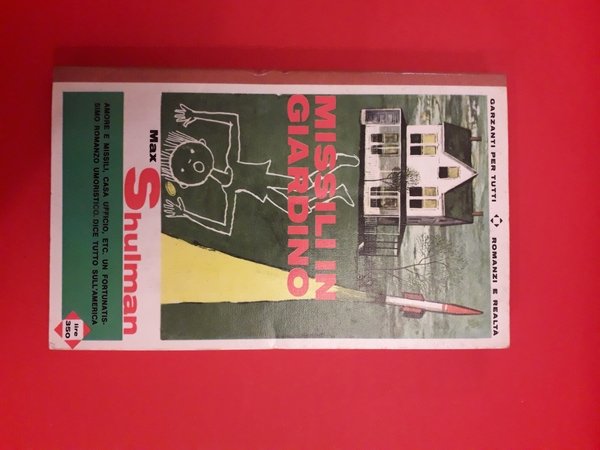 GARZANTI PER TUTTI ROMANZI E REALTÀ
MISSILI IN
GIARDINO
Max
Shulman
AMORE E MISSILI, CASA UFFICIO, ETC. UN FORTUNATIS-
SIMO ROMANZO UMORISTICO. DICE TUTTO SULL'AMERICA
lire
350